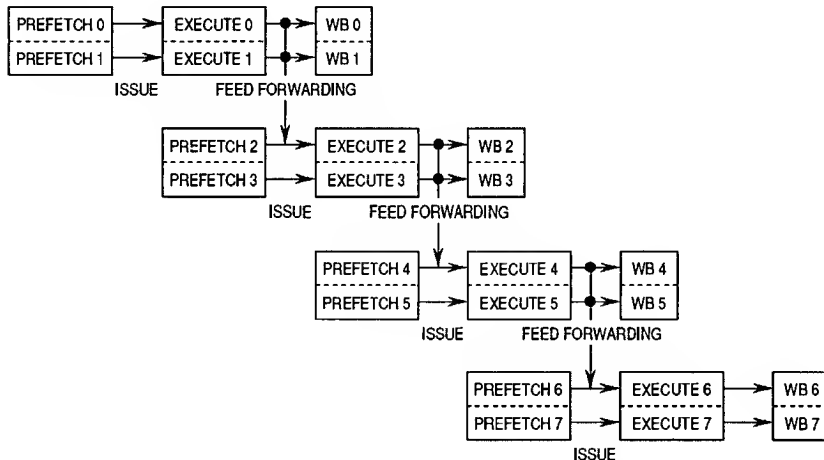 PREFETCH 0 EXECUTE 0 WB 0
PREFETCH 1 EXECUTE 1 WB 1
ISSUE FEED FORWARDING
PREFETCH 2 EXECUTE 2 WB 2
PREFETCH 3 EXECUTE 3 WB 3
ISSUE FEED FORWARDING
PREFETCH 4 EXECUTE 4 WB 4
PREFETCH 5 EXECUTE 5 WB 5
ISSUE FEED FORWARDING
PREFETCH 6 EXECUTE 6 WB 6
PREFETCH 7 EXECUTE 7 WB 7
ISSUE